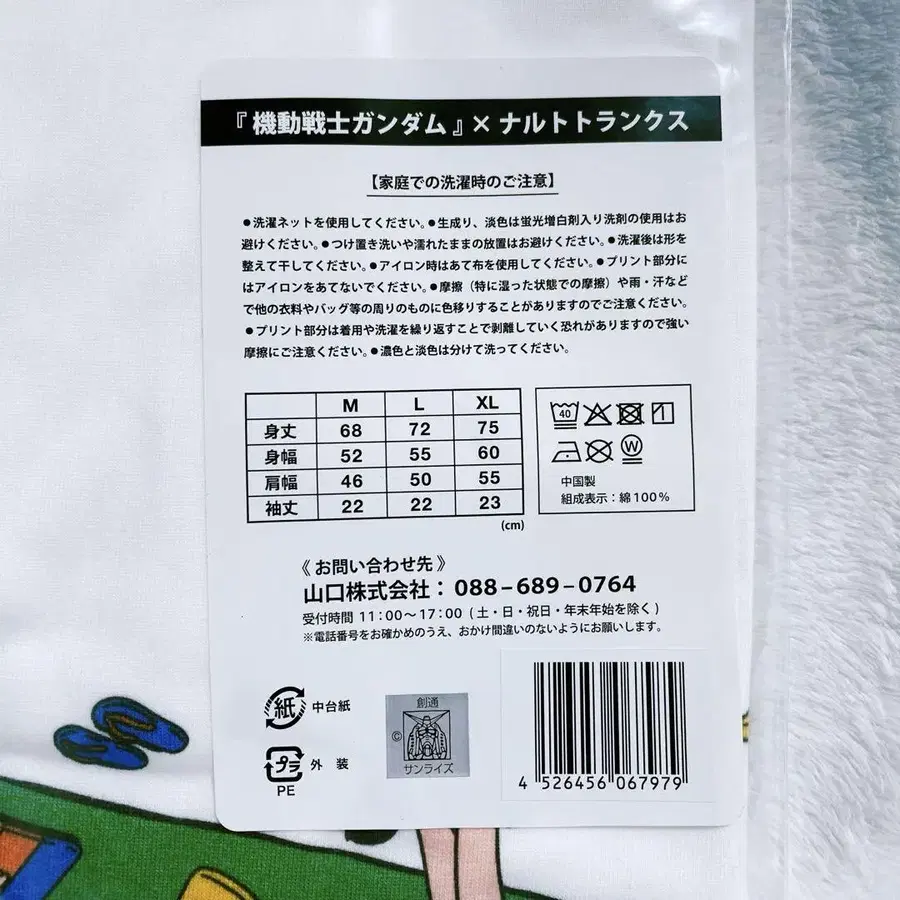 『機動戦士ガンダム』×ナルトトランクス
【家庭での洗濯時のご注意】
●洗濯ネットを使用してください。●生成り、淡色は蛍光増白剤入り洗剤の使用はお
避けください。●つけ置き洗いや濡れたままの放置はお避けください。●洗濯後は形を
整えて干してください。●アイロン時はあて布を使用してください。●プリント部分に
はアイロンをあてないでください。●摩擦（特に湿った状態での摩擦）や雨・汗など
で他の衣料やバッグ等の周りのものに色移りすることがありますのでご注意ください。
●プリント部分は着用や洗濯を繰り返すことで剥離していく恐れがありますので強い
摩擦にご注意ください。●濃色と淡色は分けて洗ってください。
M L XL
身丈 68 72 75
身幅 52 55 60
肩幅 46 50 55
袖丈 22 22 23
(cm)
40
W
中国製
組成表示：綿100％
《お問い合わせ先》
山口株式会社：088-689-0764
受付時間 11:00～17:00（土・日・祝日・年末年始を除く）
※電話番号をお確かめのうえ、おかけ間違いのないようにお願いします。
紙 中台紙
プラ 外 装
PE
創通
©
サンライズ
4 526456 067979